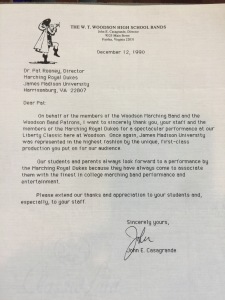 THE W. T. WOODSON HIGH SCHOOL BANDS
John E. Casagrande, Director
9525 Main Street
Fairfax, Virginia 22031
December 12, 1990
Dr. Pat Rooney, Director
Marching Royal Dukes
James Madison University
Harrisonburg, VA 22807
Dear Pat:
On behalf of the members of the Woodson Marching Band and the
Woodson Band Patrons, I want to sincerely thank you, your staff and the
members of the Marching Royal Dukes for a spectacular performance at our
Liberty Classic here at Woodson. Once again, James Madison University
was represented in the highest fashion by the unique, first-class
production you put on for our audience.
Our students and parents always look forward to a performance by
the Marching Royal Dukes because they have always come to associate
them with the finest in college marching band performance and
entertainment.
Please extend our thanks and appreciation to your students and,
especially, to your staff.
Sincerely yours,
John
John E. Casagrande